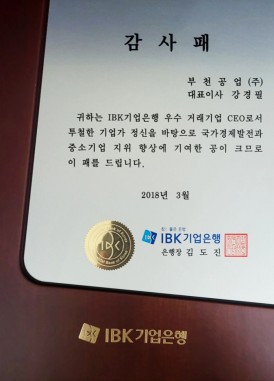 감사패
부천공업(주)
대표이사 강경필
귀하는 IBK기업은행 우수 거래기업 CEO로서
투철한 기업가 정신을 바탕으로 국가경제발전과
중소기업 지위 향상에 기여한 공이 크므로
이 패를 드립니다.
2018년 3월
IBK기업은행
은행장 김도진
IBK기업은행